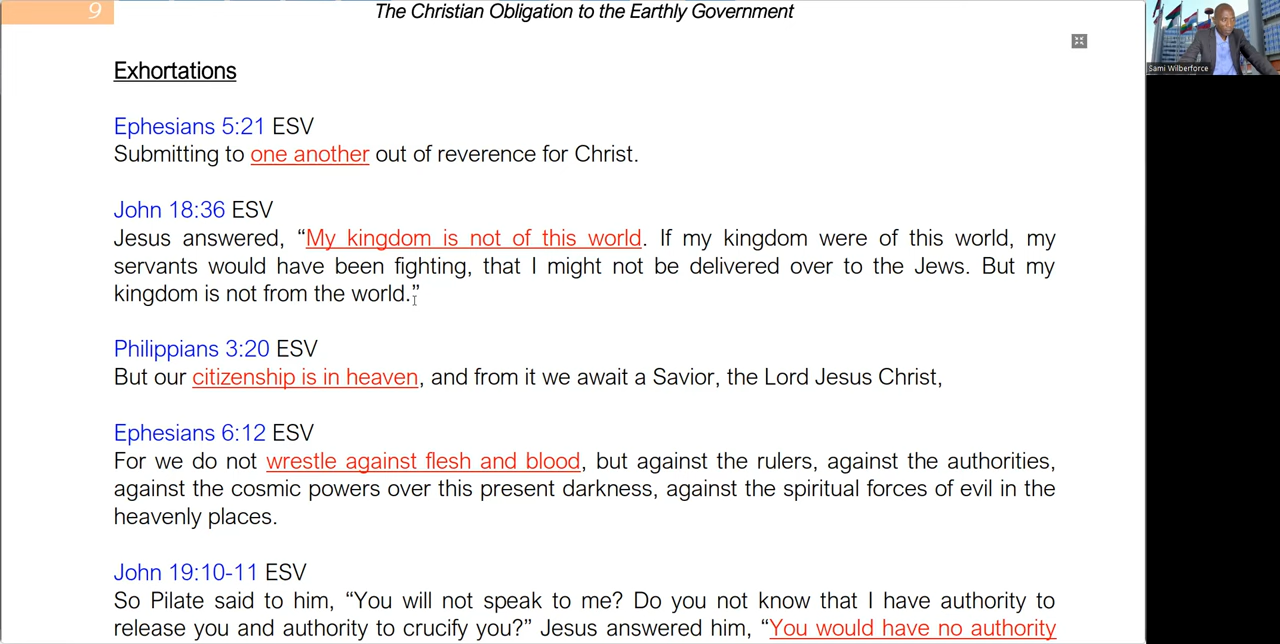 9
The Christian Obligation to the Earthly Government
Sami Wilberforce
Exhortations
Ephesians 5:21 ESV
Submitting to one another out of reverence for Christ.
John 18:36 ESV
Jesus answered, “My kingdom is not of this world. If my kingdom were of this world, my
servants would have been fighting, that I might not be delivered over to the Jews. But my
kingdom is not from the world.”
Philippians 3:20 ESV
But our citizenship is in heaven, and from it we await a Savior, the Lord Jesus Christ,
Ephesians 6:12 ESV
For we do not wrestle against flesh and blood, but against the rulers, against the authorities,
against the cosmic powers over this present darkness, against the spiritual forces of evil in the
heavenly places.
John 19:10-11 ESV
So Pilate said to him, “You will not speak to me? Do you not know that I have authority to
release you and authority to crucify you?” Jesus answered him, “You would have no authority